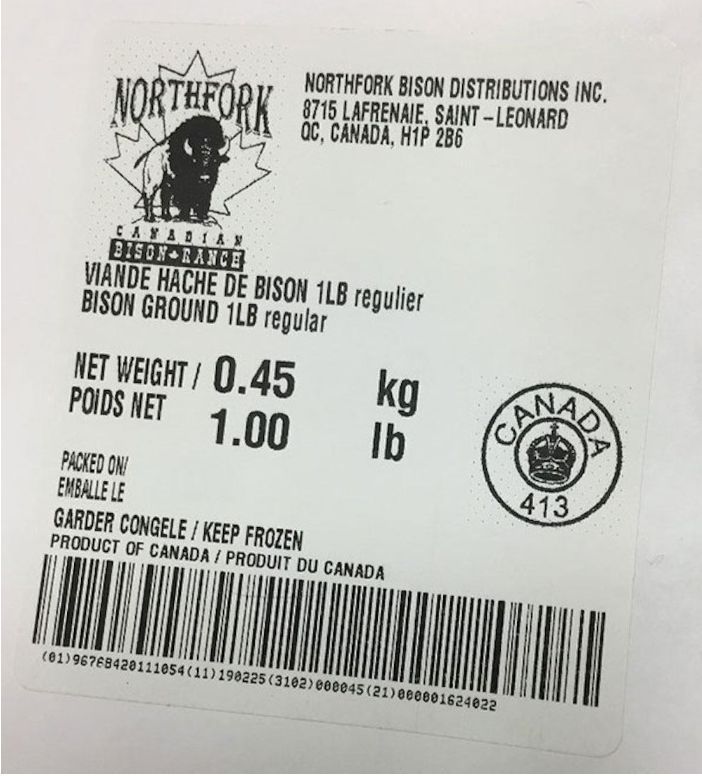 NORTHFORK
CANADIAN
BISON RANCH
NORTHFORK BISON DISTRIBUTIONS INC.
8715 LAFRENAIE, SAINT-LEONARD
QC, CANADA, H1P 2B6
VIANDE HACHE DE BISON 1LB regulier
BISON GROUND 1LB regular
NET WEIGHT / 0.45 kg
POIDS NET 1.00 lb
CANADA
413
PACKED ON/
EMBALLE LE
GARDER CONGELE / KEEP FROZEN
PRODUCT OF CANADA / PRODUIT DU CANADA
(01)96768420111054(11)190225(3102)000045(21)000001624022